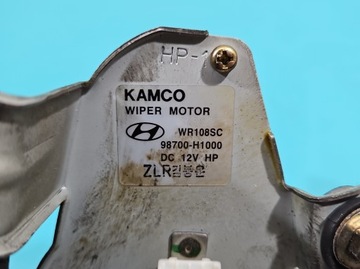 HP-1
KAMCO
WIPER MOTOR
WR108SC
98700-H1000
DC 12V HP
ZLR